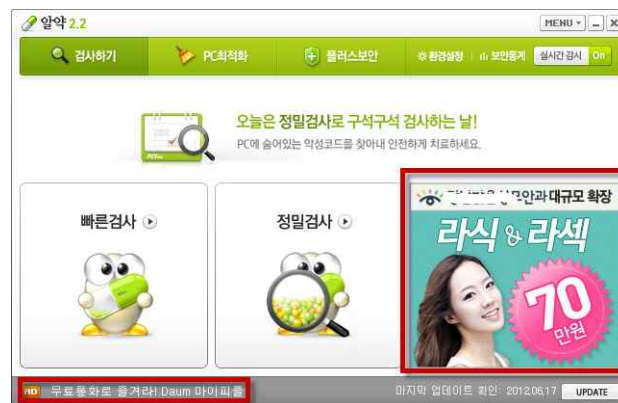 알약 2.2
MENU
검사하기
PC최적화
플러스보안
환경설정
보안통계
실시간 감시 On
오늘은 정밀검사로 구석구석 검사하는 날!
PC에 숨어있는 악성코드를 찾아내 안전하게 치료하세요.
빠른검사
정밀검사
대규모 확장
라식 & 라섹
70
만원
AD 무료통화로 즐겨라! Daum 마이피플
마지막 업데이트 확인: 2012.06.17
UPDATE